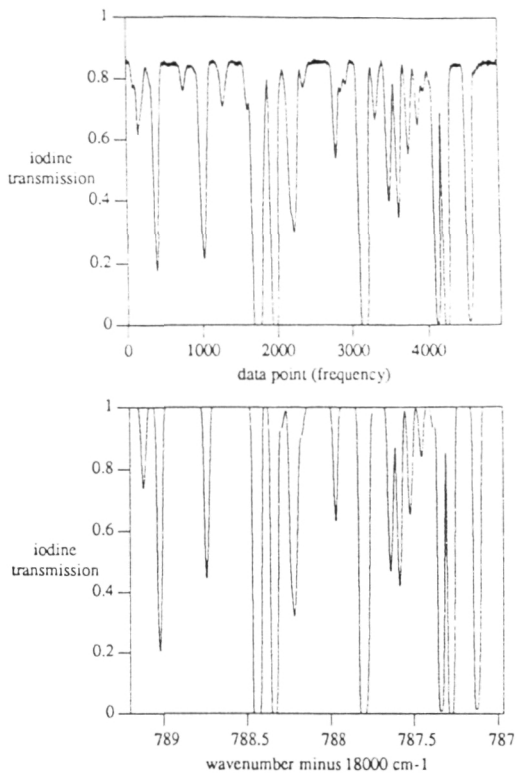 1
0.8
0.6
iodine
transmission
0.4
0.2
0
0 1000 2000 3000 4000
data point (frequency)
1
0.8
0.6
iodine
transmission
0.4
0.2
0
789 788.5 788 787.5 787
wavenumber minus 18000 cm-1